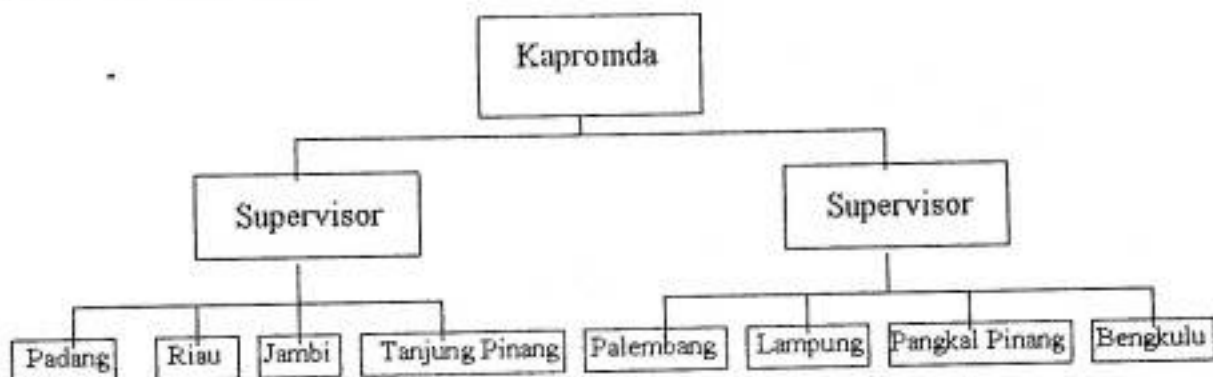 Kapromda
Supervisor
Supervisor
Padang
Riau
Jambi
Tanjung Pinang
Palembang
Lampung
Pangkal Pinang
Bengkulu